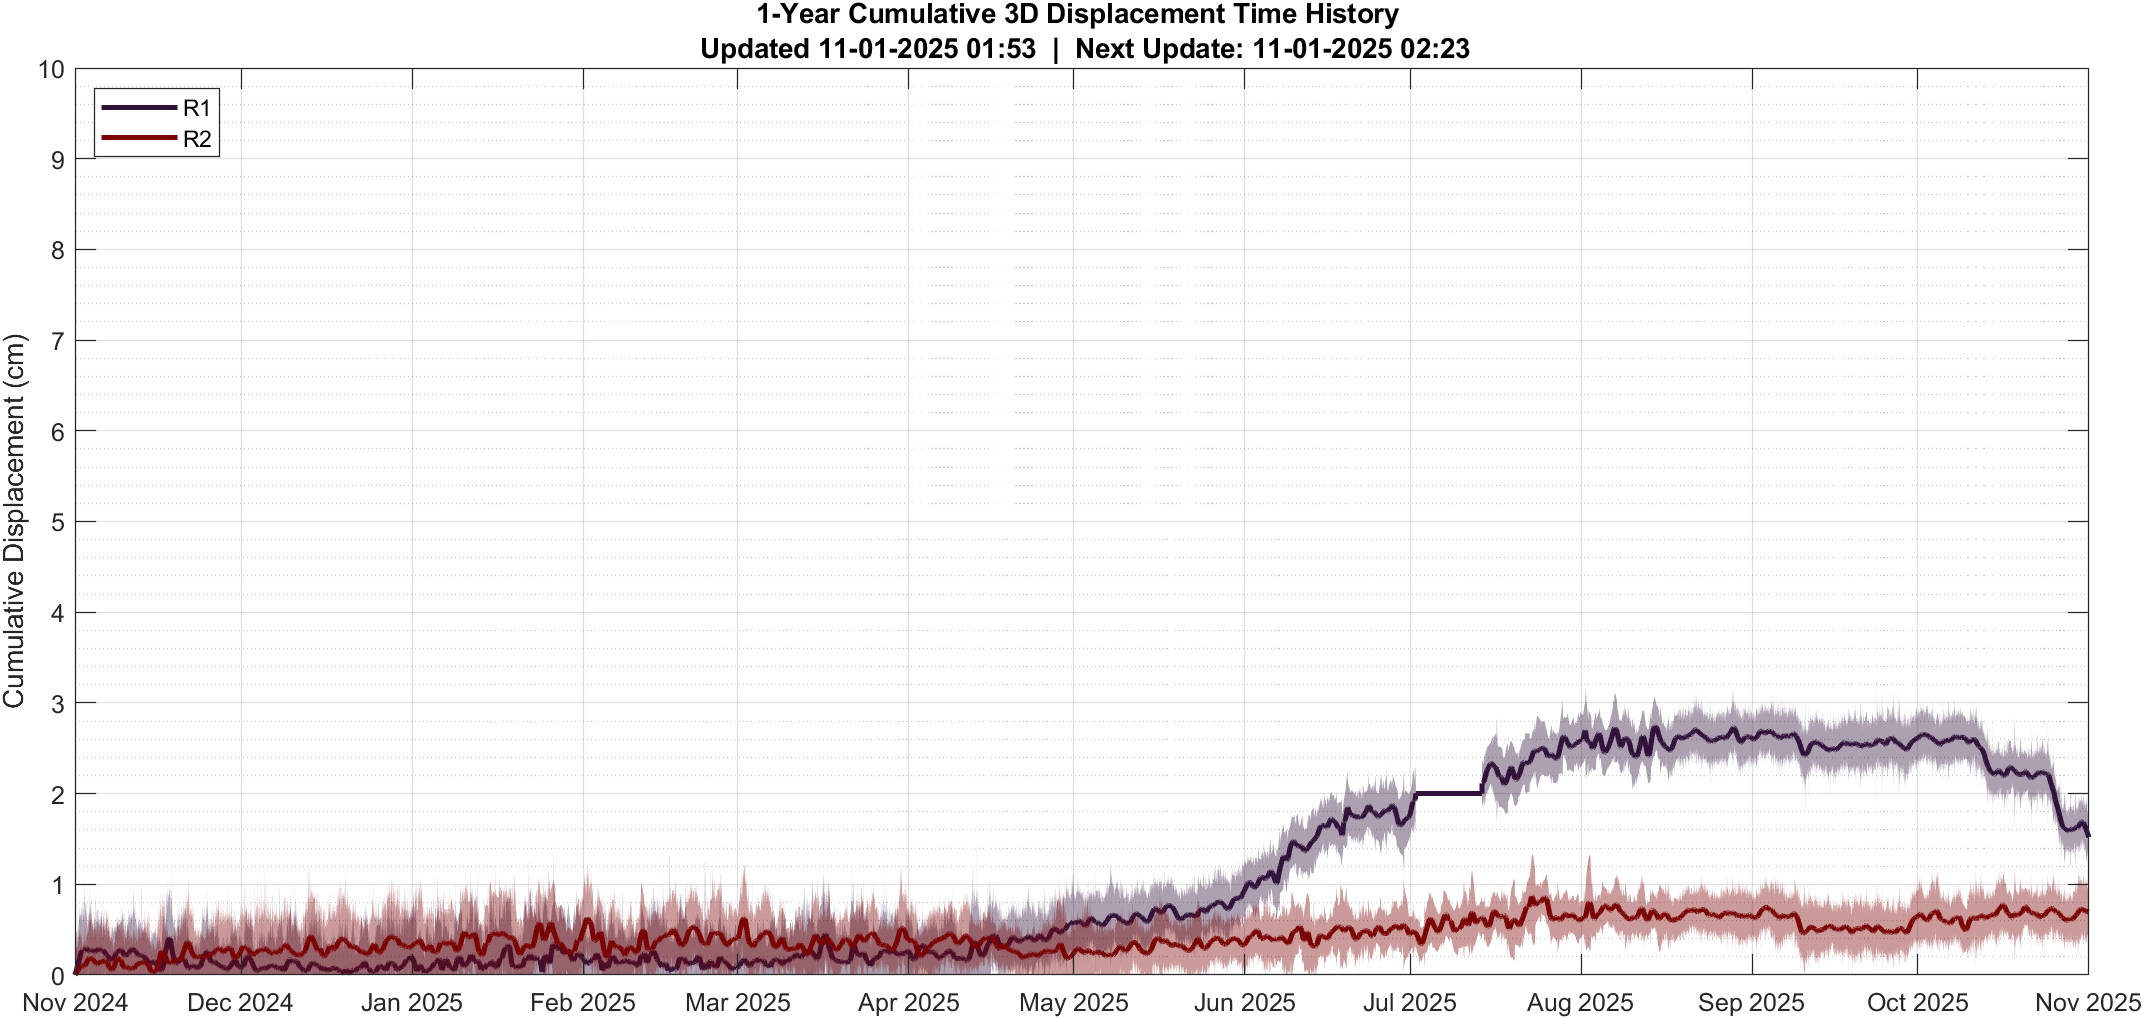 1-Year Cumulative 3D Displacement Time History
Updated 11-01-2025 01:53 | Next Update: 11-01-2025 02:23
R1
R2
Cumulative Displacement (cm)
10
9
8
7
6
5
4
3
2
1
0
Nov 2024 Dec 2024 Jan 2025 Feb 2025 Mar 2025 Apr 2025 May 2025 Jun 2025 Jul 2025 Aug 2025 Sep 2025 Oct 2025 Nov 2025